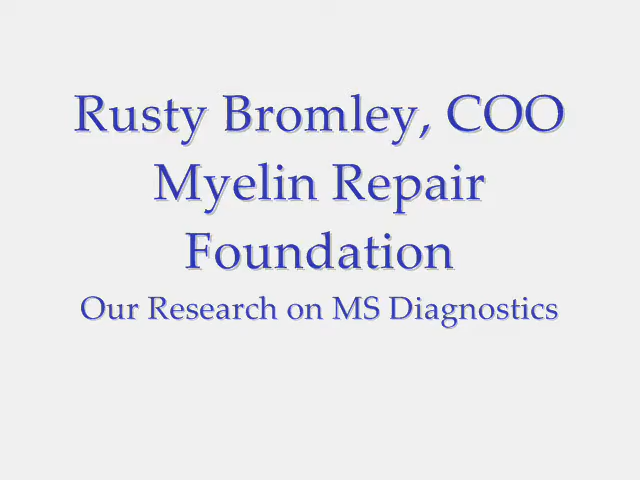 Rusty Bromley, COO
Myelin Repair
Foundation
Our Research on MS Diagnostics